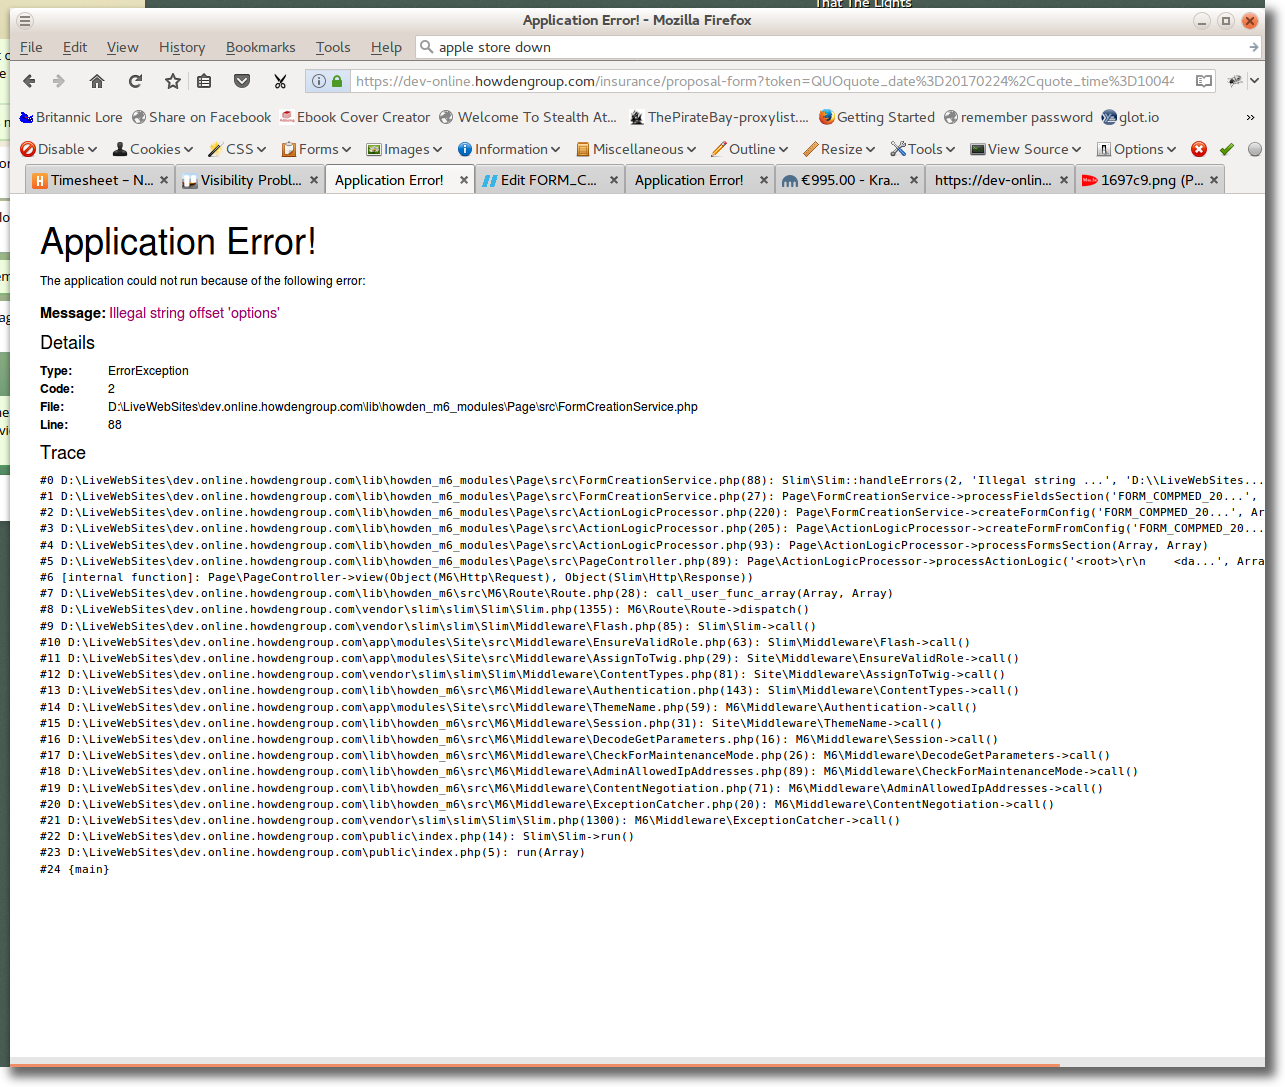 That The Lights
Application Error! - Mozilla Firefox
File Edit View History Bookmarks Tools Help apple store down
https://dev-online.howdengroup.com/insurance/proposal-form?token=QUOquote_date%3D20170224%2Cquote_time%3D10044
Britannic Lore Share on Facebook Ebook Cover Creator Welcome To Stealth At... ThePirateBay-proxylist.... Getting Started remember password glot.io »
Disable Cookies CSS Forms Images Information Miscellaneous Outline Resize Tools View Source Options
Timesheet – N... Visibility Probl... Application Error! Edit FORM_C... Application Error! €995.00 - Kra... https://dev-onlin... 1697c9.png (P...
Application Error!
The application could not run because of the following error:
Message: Illegal string offset 'options'
Details
Type: ErrorException
Code: 2
File: D:\LiveWebSites\dev.online.howdengroup.com\lib\howden_m6_modules\Page\src\FormCreationService.php
Line: 88
Trace
#0 D:\LiveWebSites\dev.online.howdengroup.com\lib\howden_m6_modules\Page\src\FormCreationService.php(88): Slim\Slim::handleErrors(2, 'Illegal string ...', 'D:\\LiveWebSites...
#1 D:\LiveWebSites\dev.online.howdengroup.com\lib\howden_m6_modules\Page\src\FormCreationService.php(27): Page\FormCreationService->processFieldsSection('FORM_COMPMED_20...',
#2 D:\LiveWebSites\dev.online.howdengroup.com\lib\howden_m6_modules\Page\src\ActionLogicProcessor.php(220): Page\FormCreationService->createFormConfig('FORM_COMPMED_20...', Ar
#3 D:\LiveWebSites\dev.online.howdengroup.com\lib\howden_m6_modules\Page\src\ActionLogicProcessor.php(205): Page\ActionLogicProcessor->createFormFromConfig('FORM_COMPMED_20...
#4 D:\LiveWebSites\dev.online.howdengroup.com\lib\howden_m6_modules\Page\src\ActionLogicProcessor.php(93): Page\ActionLogicProcessor->processFormsSection(Array, Array)
#5 D:\LiveWebSites\dev.online.howdengroup.com\lib\howden_m6_modules\Page\src\PageController.php(89): Page\ActionLogicProcessor->processActionLogic('<root>\r\n    <da...', Arra
#6 [internal function]: Page\PageController->view(Object(M6\Http\Request), Object(Slim\Http\Response))
#7 D:\LiveWebSites\dev.online.howdengroup.com\lib\howden_m6\src\M6\Route\Route.php(28): call_user_func_array(Array, Array)
#8 D:\LiveWebSites\dev.online.howdengroup.com\vendor\slim\slim\Slim\Slim.php(1355): M6\Route\Route->dispatch()
#9 D:\LiveWebSites\dev.online.howdengroup.com\vendor\slim\slim\Slim\Middleware\Flash.php(85): Slim\Slim->call()
#10 D:\LiveWebSites\dev.online.howdengroup.com\app\modules\Site\src\Middleware\EnsureValidRole.php(63): Slim\Middleware\Flash->call()
#11 D:\LiveWebSites\dev.online.howdengroup.com\app\modules\Site\src\Middleware\AssignToTwig.php(29): Site\Middleware\EnsureValidRole->call()
#12 D:\LiveWebSites\dev.online.howdengroup.com\vendor\slim\slim\Slim\Middleware\ContentTypes.php(81): Site\Middleware\AssignToTwig->call()
#13 D:\LiveWebSites\dev.online.howdengroup.com\lib\howden_m6\src\M6\Middleware\Authentication.php(143): Slim\Middleware\ContentTypes->call()
#14 D:\LiveWebSites\dev.online.howdengroup.com\app\modules\Site\src\Middleware\ThemeName.php(59): M6\Middleware\Authentication->call()
#15 D:\LiveWebSites\dev.online.howdengroup.com\lib\howden_m6\src\M6\Middleware\Session.php(31): Site\Middleware\ThemeName->call()
#16 D:\LiveWebSites\dev.online.howdengroup.com\lib\howden_m6\src\M6\Middleware\DecodeGetParameters.php(16): M6\Middleware\Session->call()
#17 D:\LiveWebSites\dev.online.howdengroup.com\lib\howden_m6\src\M6\Middleware\CheckForMaintenanceMode.php(26): M6\Middleware\DecodeGetParameters->call()
#18 D:\LiveWebSites\dev.online.howdengroup.com\lib\howden_m6\src\M6\Middleware\AdminAllowedIpAddresses.php(89): M6\Middleware\CheckForMaintenanceMode->call()
#19 D:\LiveWebSites\dev.online.howdengroup.com\lib\howden_m6\src\M6\Middleware\ContentNegotiation.php(71): M6\Middleware\AdminAllowedIpAddresses->call()
#20 D:\LiveWebSites\dev.online.howdengroup.com\lib\howden_m6\src\M6\Middleware\ExceptionCatcher.php(20): M6\Middleware\ContentNegotiation->call()
#21 D:\LiveWebSites\dev.online.howdengroup.com\vendor\slim\slim\Slim\Slim.php(1300): M6\Middleware\ExceptionCatcher->call()
#22 D:\LiveWebSites\dev.online.howdengroup.com\public\index.php(14): Slim\Slim->run()
#23 D:\LiveWebSites\dev.online.howdengroup.com\public\index.php(5): run(Array)
#24 {main}